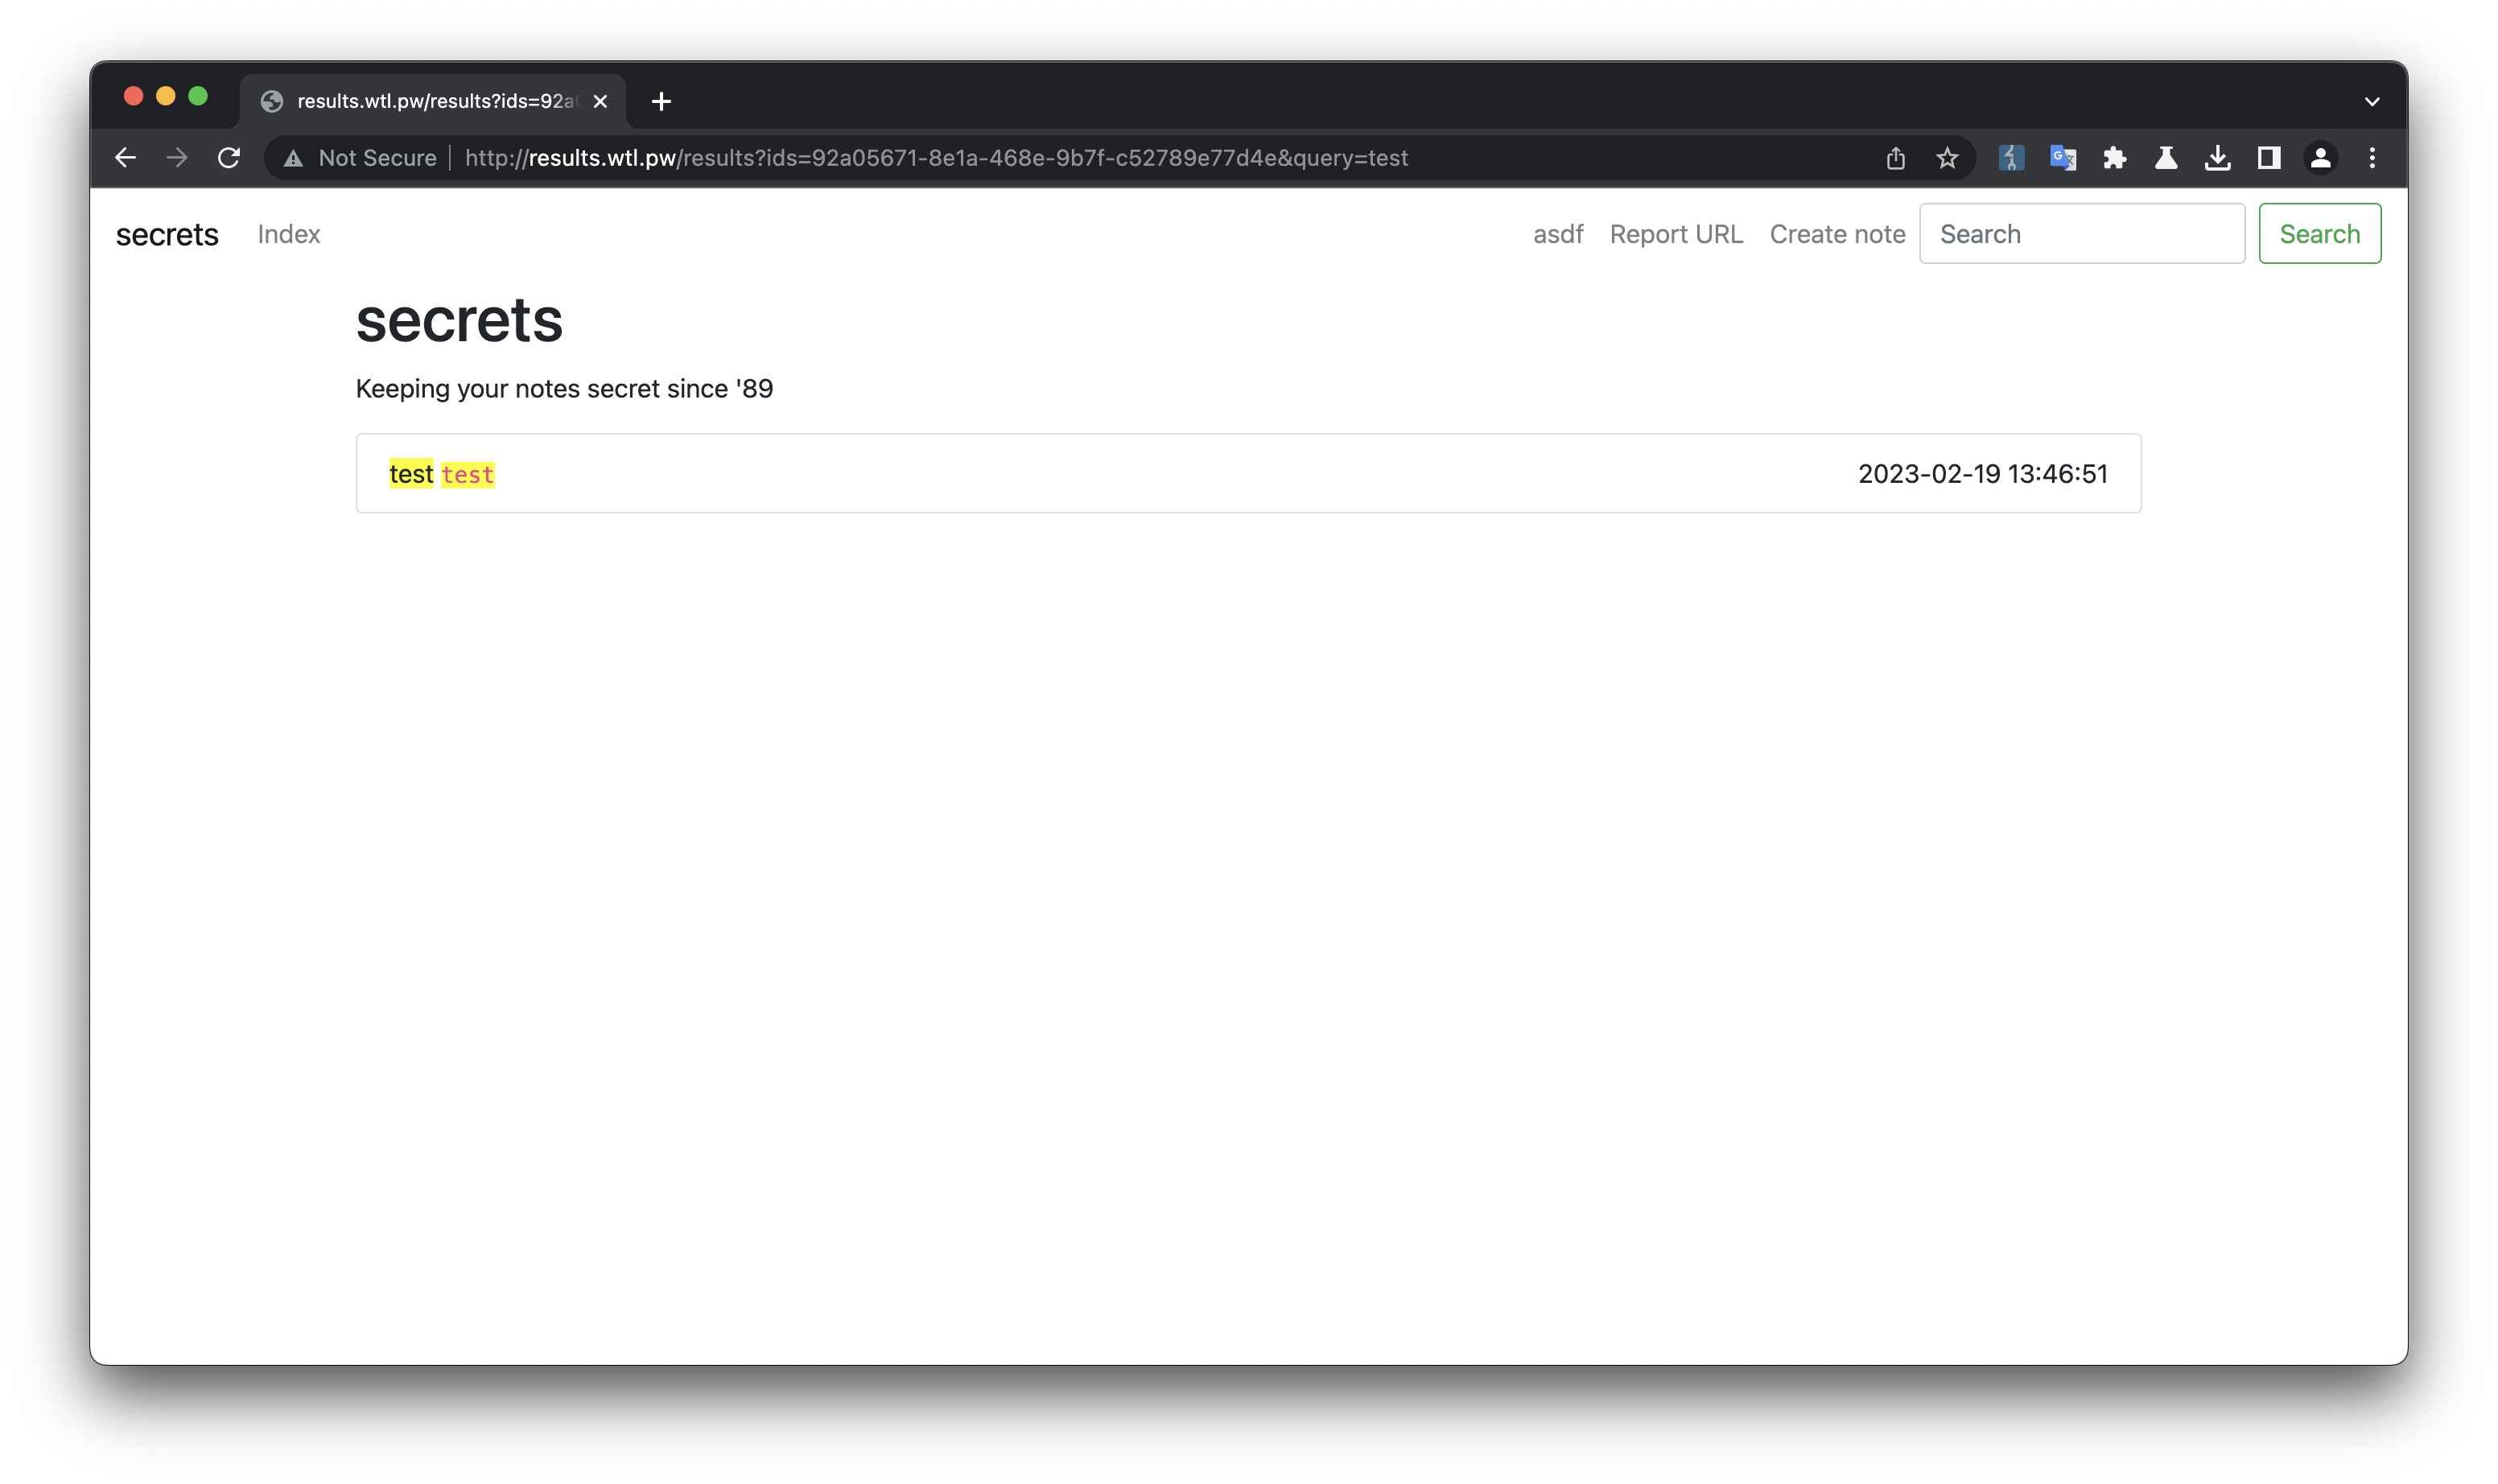 results.wtl.pw/results?ids=92a
Not Secure http://results.wtl.pw/results?ids=92a05671-8e1a-468e-9b7f-c52789e77d4e&query=test
secrets Index asdf Report URL Create note Search Search
secrets
Keeping your notes secret since '89
test test 2023-02-19 13:46:51